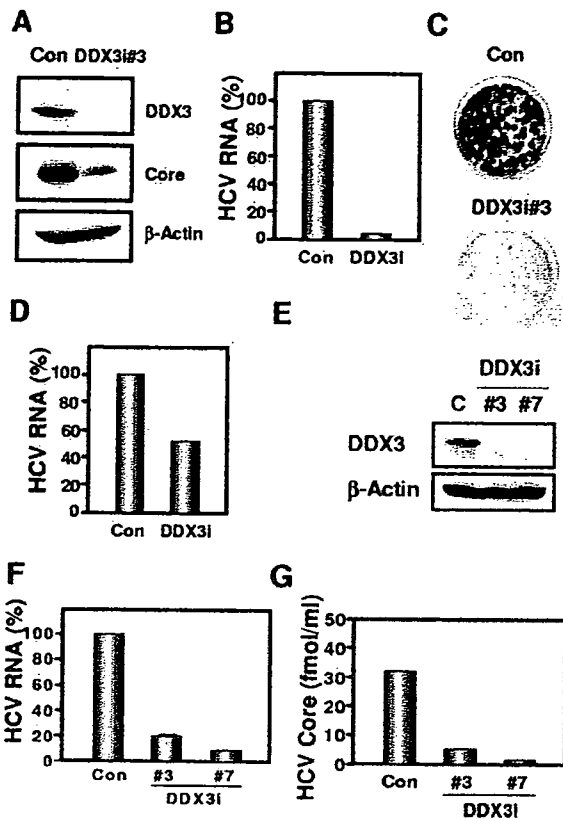 A
Con DDX3i#3
DDX3
Core
β-Actin
B
HCV RNA (%)
100
80
60
40
20
0
Con DDX3i
C
Con
DDX3i#3
D
HCV RNA (%)
100
80
60
40
20
0
Con DDX3i
E
DDX3i
C #3 #7
DDX3
β-Actin
F
HCV RNA (%)
100
80
60
40
20
0
Con #3 #7
DDX3i
G
HCV Core (fmol/ml)
50
40
30
20
10
0
Con #3 #7
DDX3i